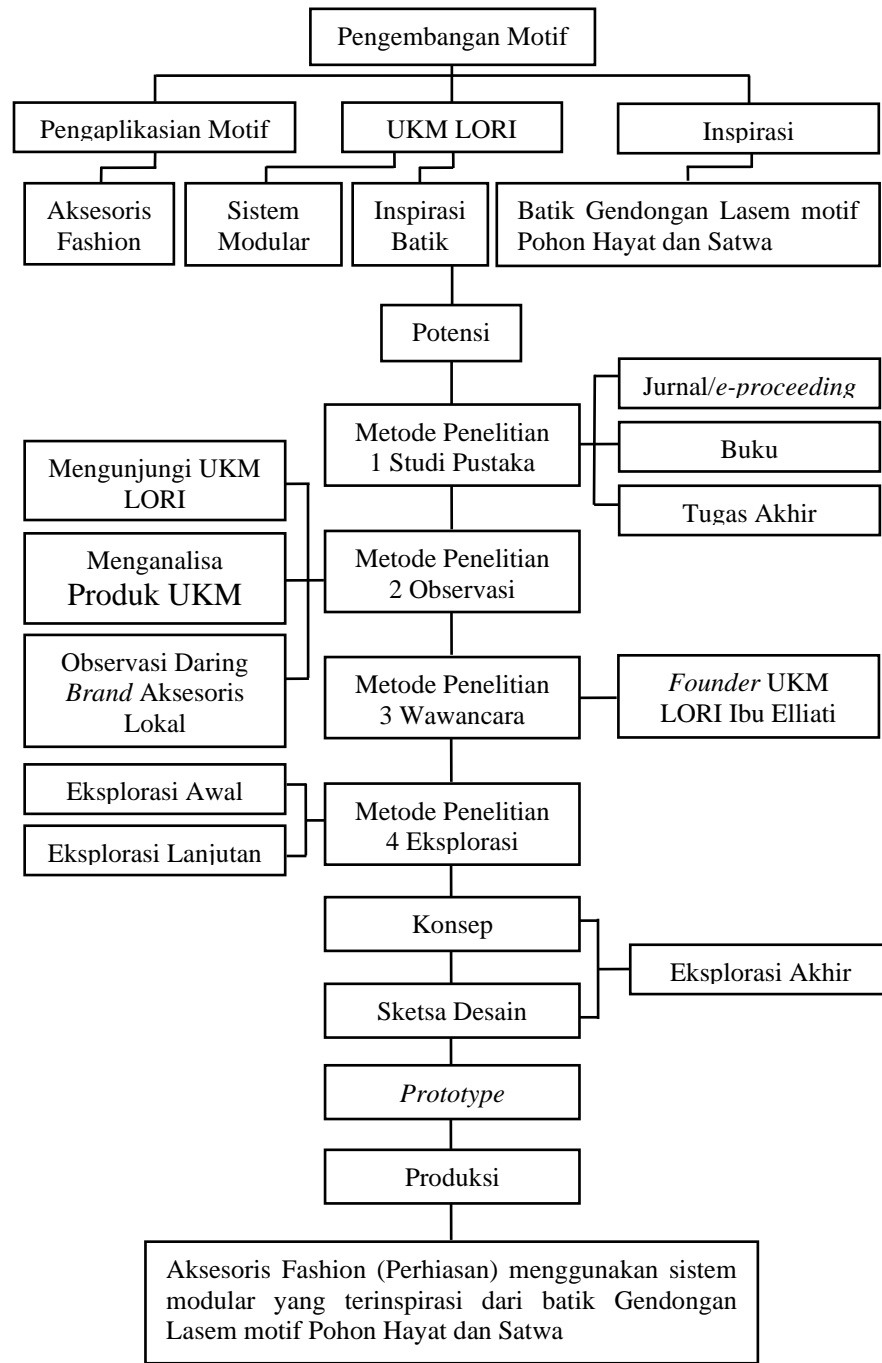 Pengembangan Motif
Pengaplikasian Motif
UKM LORI
Inspirasi
Aksesoris
Fashion
Sistem
Modular
Inspirasi
Batik
Batik Gendongan Lasem motif
Pohon Hayat dan Satwa
Potensi
Metode Penelitian
1 Studi Pustaka
Jurnal/e-proceeding
Buku
Tugas Akhir
Mengunjungi UKM
LORI
Menganalisa
Produk UKM
Observasi Daring
Brand Aksesoris
Lokal
Metode Penelitian
2 Observasi
Metode Penelitian
3 Wawancara
Founder UKM
LORI Ibu Elliati
Eksplorasi Awal
Eksplorasi Lanjutan
Metode Penelitian
4 Eksplorasi
Konsep
Sketsa Desain
Eksplorasi Akhir
Prototype
Produksi
Aksesoris Fashion (Perhiasan) menggunakan sistem
modular yang terinspirasi dari batik Gendongan
Lasem motif Pohon Hayat dan Satwa